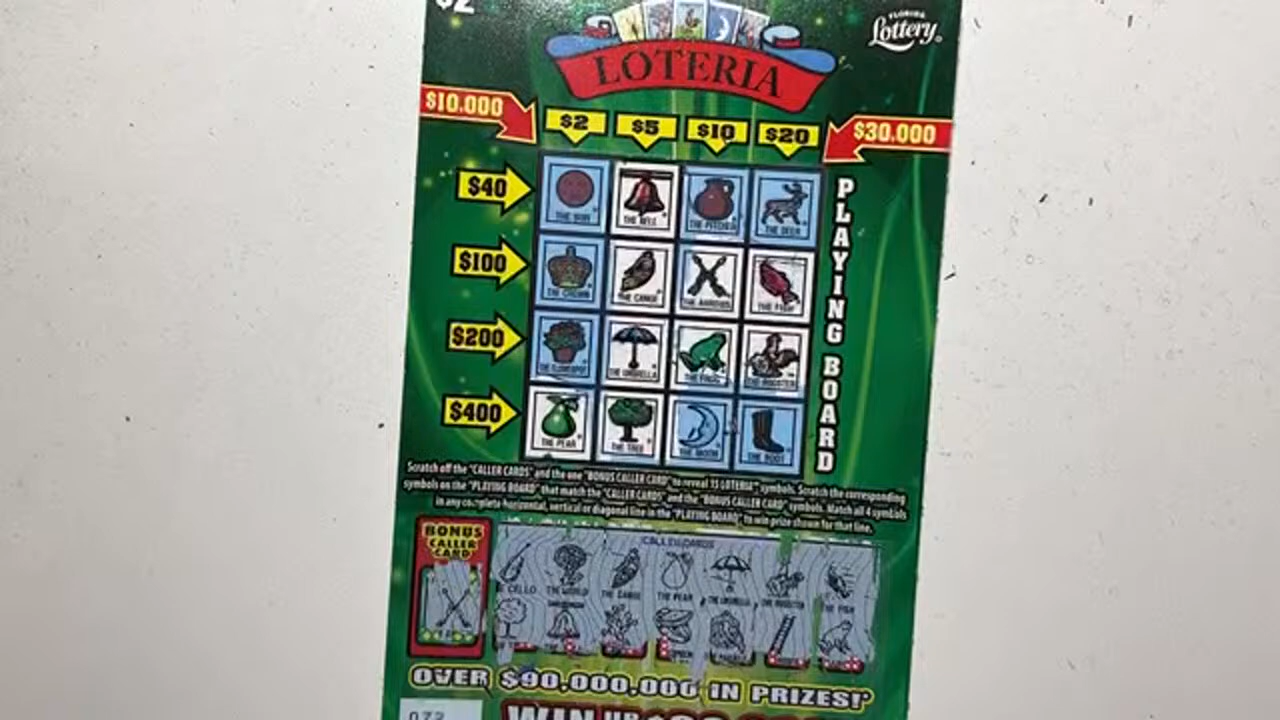 $2
FLORIDA
Lottery
LOTERIA
$10,000
$2 $5 $10 $20
$30,000
$40
THE SUN THE BELL THE PITCHER THE DEER
$100
THE CROWN THE CANOE THE ARROWS THE FISH
$200
THE FLOWERPOT THE UMBRELLA THE FROG THE ROOSTER
$400
THE PEAR THE TREE THE MOON THE BOOT
PLAYING BOARD
Scratch off the "CALLER CARDS" and the one "BONUS CALLER CARD" to reveal 15 LOTERIA™ symbols. Scratch the corresponding
symbols on the "PLAYING BOARD" that match the "CALLER CARDS" and the "BONUS CALLER CARD" symbols. Match all 4 symbols
in any complete horizontal, vertical or diagonal line in the "PLAYING BOARD" to win prize shown for that line.
BONUS
CALLER
CARD
CALLER CARDS
CELLO THE WORLD THE CANOE THE PEAR THE UMBRELLA THE ROOSTER THE FISH
OVER $90,000,000 IN PRIZES!*
073
WIN UP